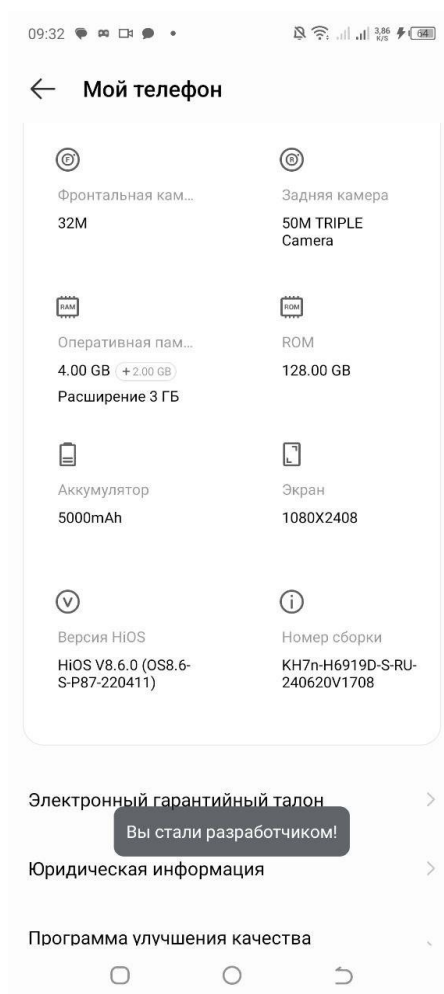 09:32 3,86 K/S 64
Мой телефон
Фронтальная кам... Задняя камера
32M 50M TRIPLE
Camera
RAM ROM
Оперативная пам... ROM
4.00 GB +2.00 GB 128.00 GB
Расширение 3 ГБ
Аккумулятор Экран
5000mAh 1080X2408
Версия HiOS Номер сборки
HiOS V8.6.0 (OS8.6- KH7n-H6919D-S-RU-
S-P87-220411) 240620V1708
Электронный гарантийный талон
Вы стали разработчиком!
Юридическая информация
Программа улучшения качества